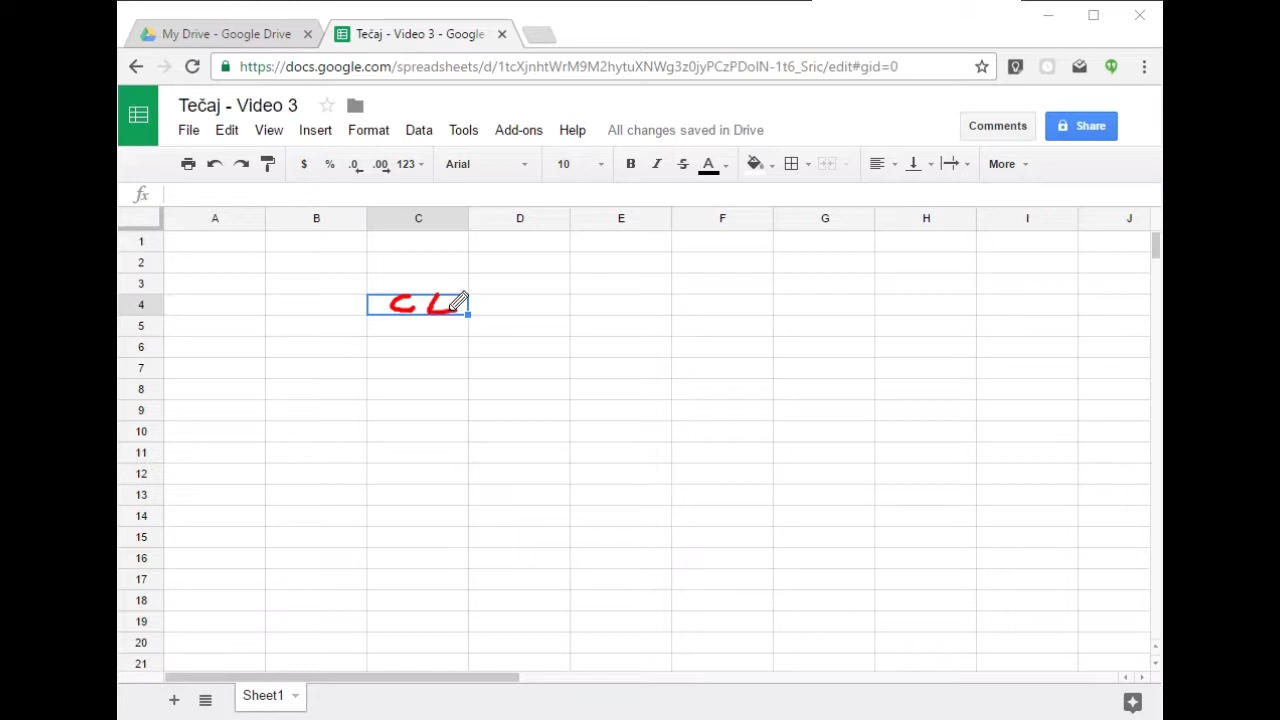 My Drive - Google Drive
Tečaj - Video 3 - Google
https://docs.google.com/spreadsheets/d/1tcXjnhtWrM9M2hytuXNWg3z0jyPCzPDoIN-1t6_Sric/edit#gid=0
Tečaj - Video 3
File Edit View Insert Format Data Tools Add-ons Help All changes saved in Drive Comments Share
$ % .0 .00 123 Arial 10 B I S A More
fx
A B C D E F G H I J
1
2
3
4 C L
5
6
7
8
9
10
11
12
13
14
15
16
17
18
19
20
21
Sheet1